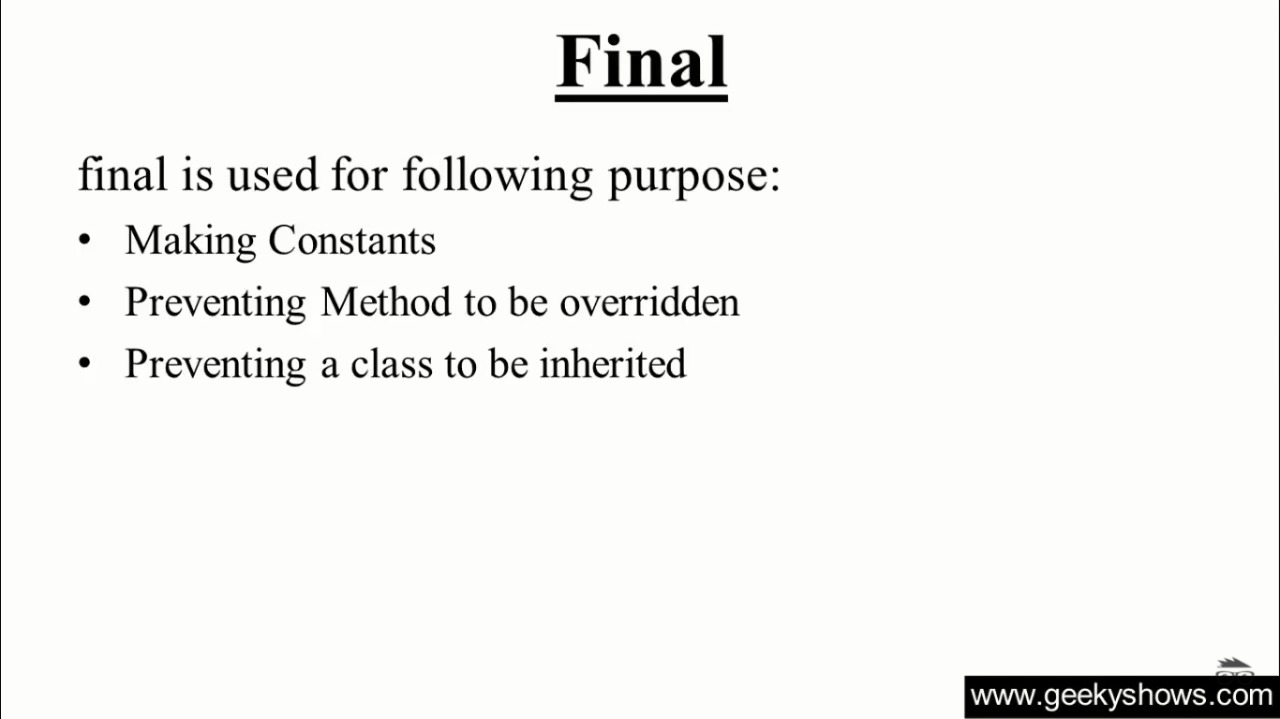 Final
final is used for following purpose:
• Making Constants
• Preventing Method to be overridden
• Preventing a class to be inherited
www.geekyshows.com